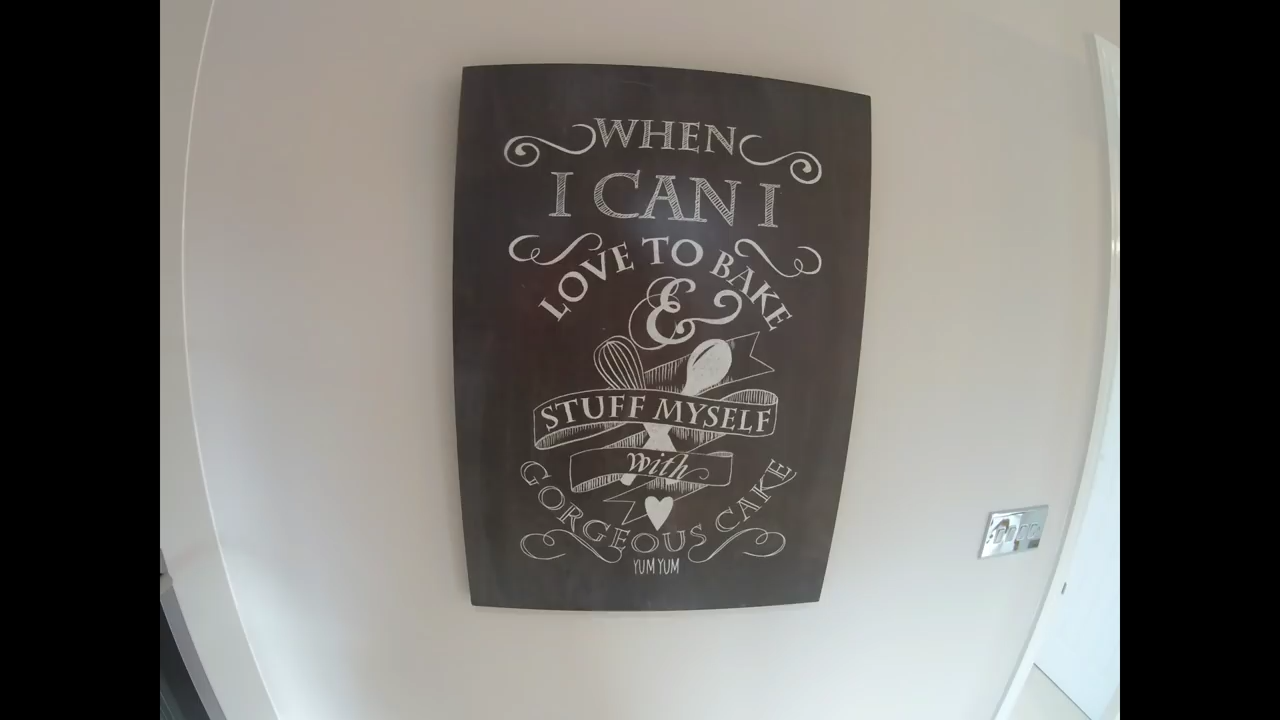 WHEN
I CAN I
LOVE TO BAKE
&
STUFF MYSELF
with
GORGEOUS CAKE
YUM YUM